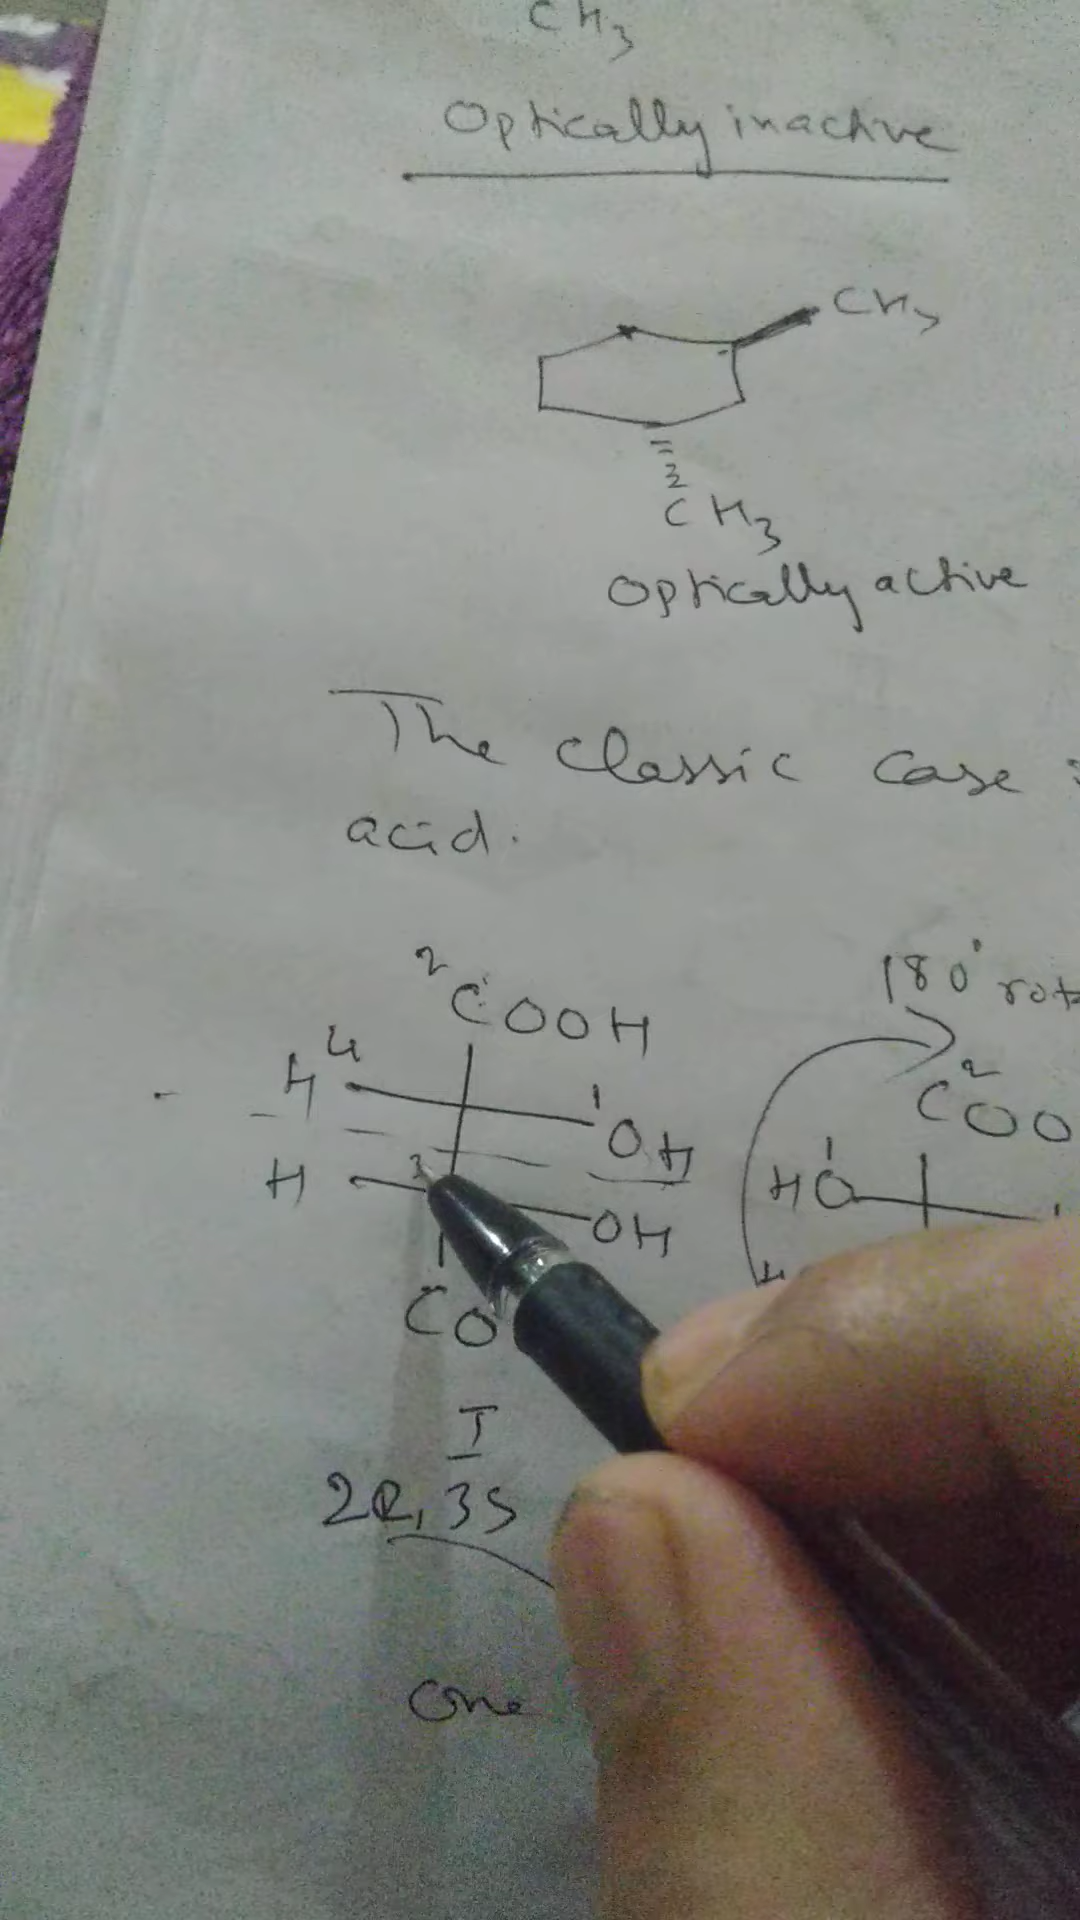 CH3
Optically inactive
CH3
CH3
Optically active
The Classic Case
acid.
180° rot
2
COOH
2
COO
4
H
1
OH
1
HO
3
H
OH
CO
I
2R, 3S
One